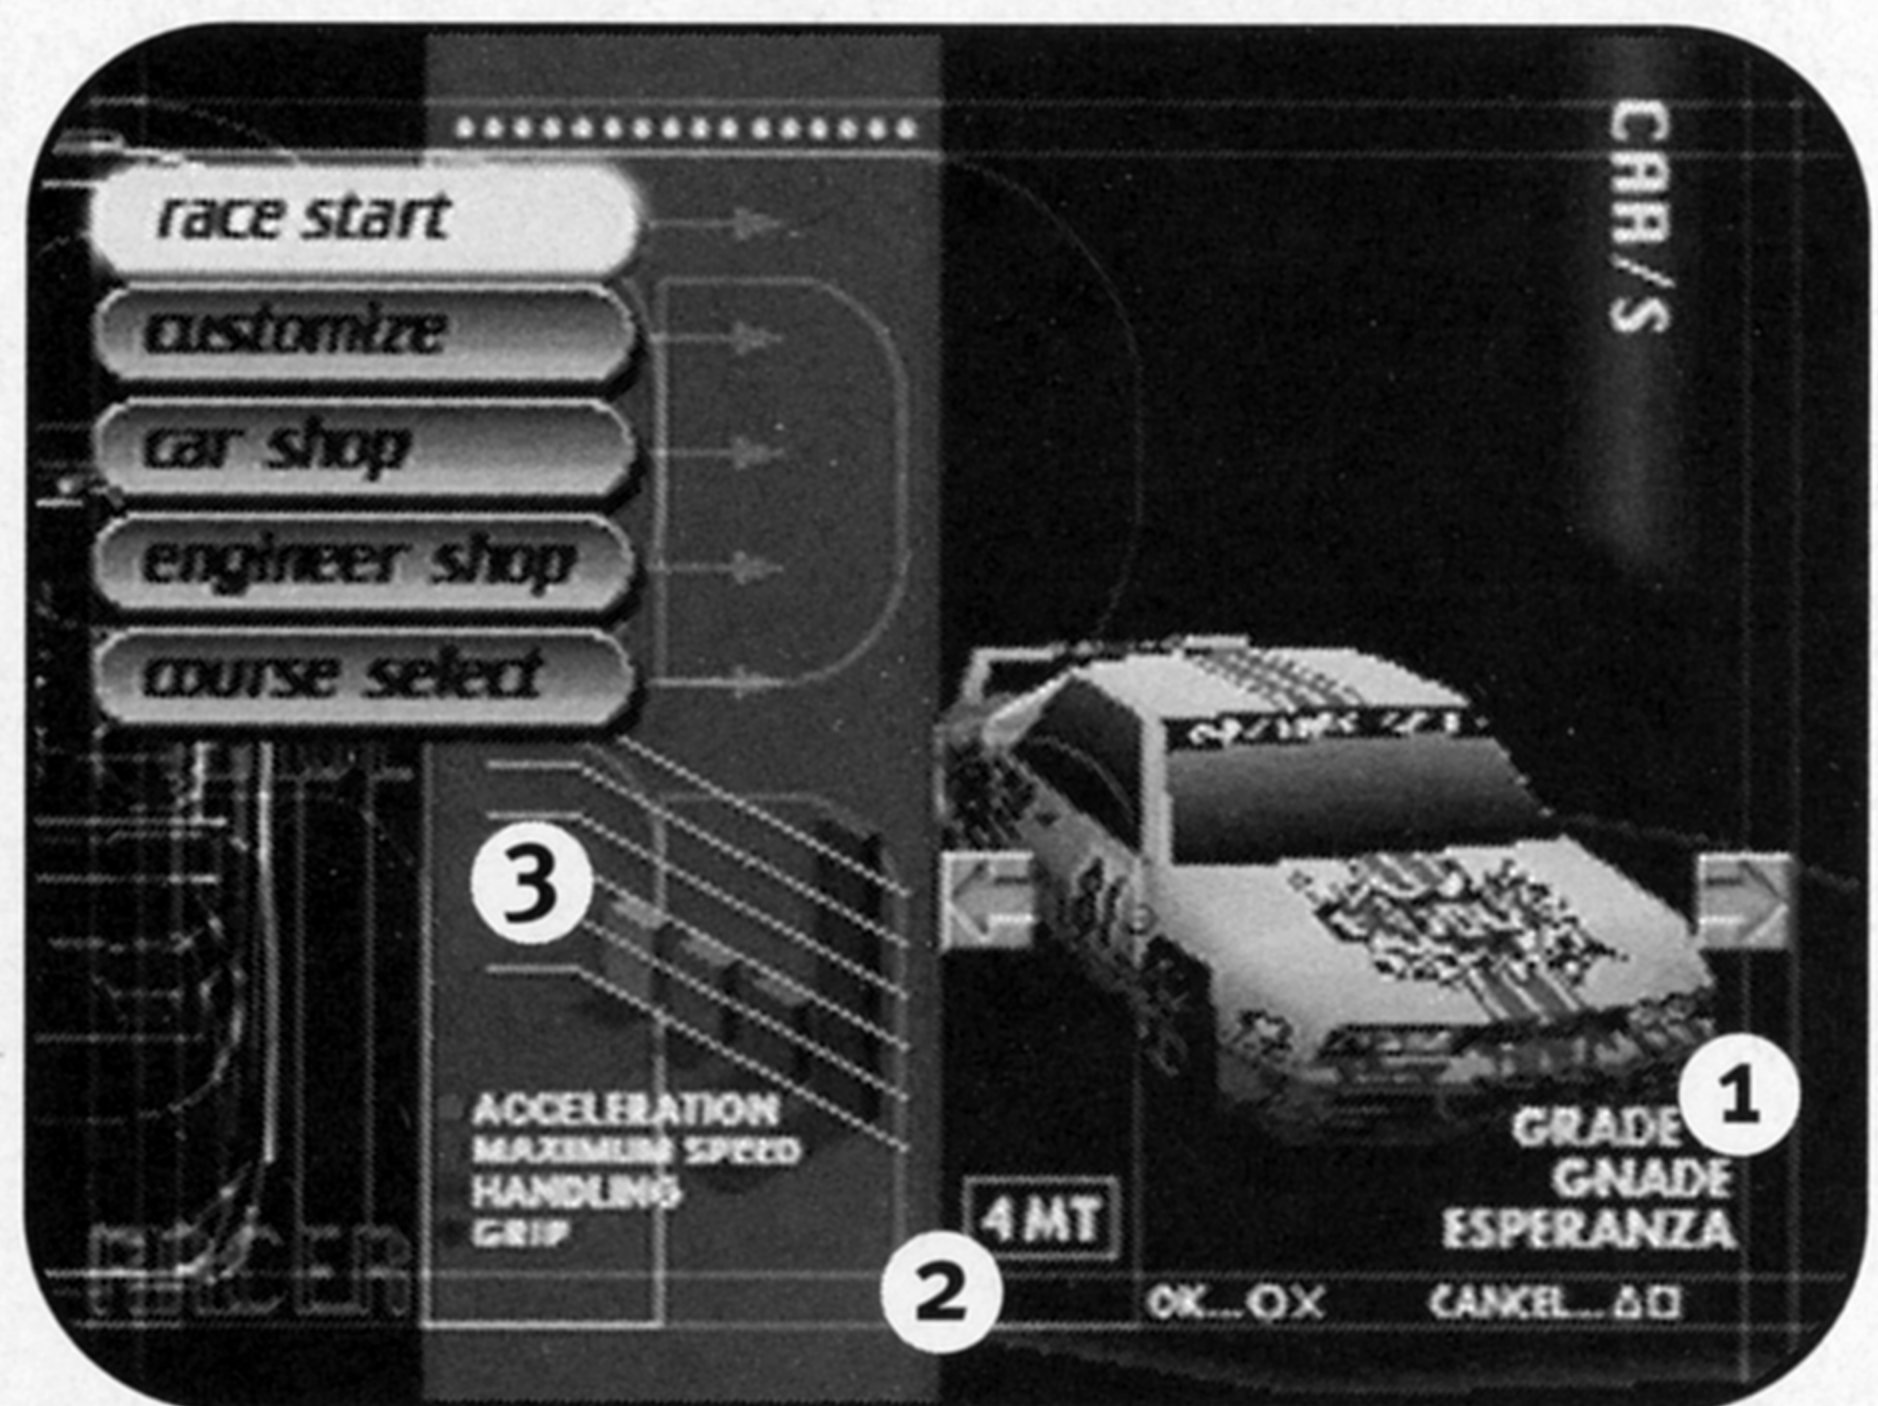 CAR/S
race start
customize
car shop
engineer shop
course select
3
ACCELERATION
MAXIMUM SPEED
HANDLING
GRIP
1
GRADE
GNADE
ESPERANZA
4 MT
2
OK...○×
CANCEL...△□
RACER